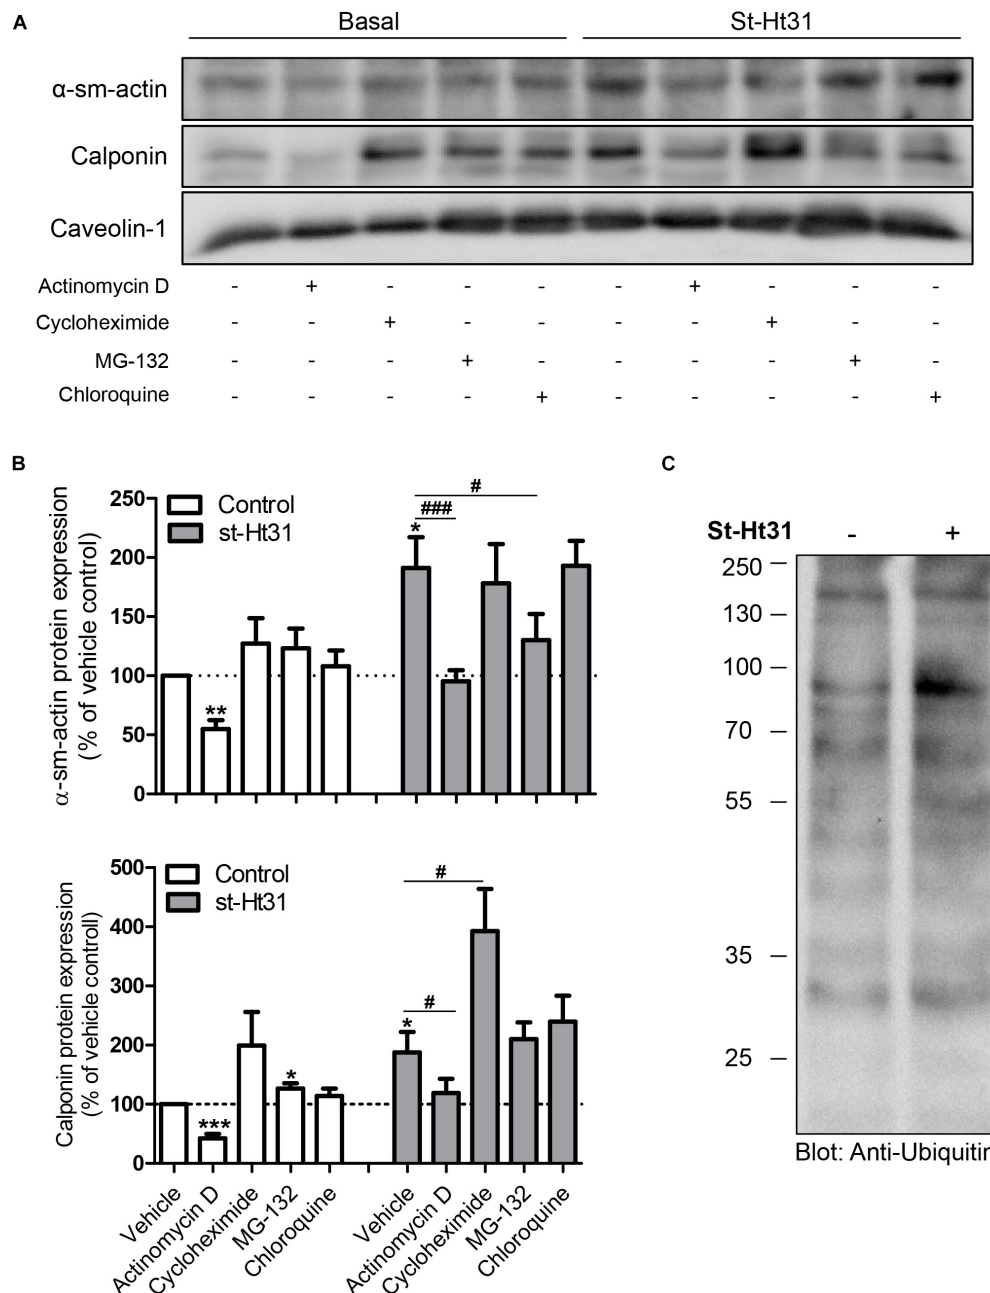 A
Basal St-Ht31
α-sm-actin
Calponin
Caveolin-1
Actinomycin D - + - - - - + - - -
Cycloheximide - - + - - - - + - -
MG-132 - - - + - - - - + -
Chloroquine - - - - + - - - - +
B
α-sm-actin protein expression
(% of vehicle control)
250
200
150
100
50
0
Control
st-Ht31
**
*
###
#
Calponin protein expression
(% of vehicle controll)
500
400
300
200
100
0
Control
st-Ht31
***
*
*
#
#
Vehicle
Actinomycin D
Cycloheximide
MG-132
Chloroquine
Vehicle
Actinomycin D
Cycloheximide
MG-132
Chloroquine
C
St-Ht31 - +
250
130
100
70
55
35
25
Blot: Anti-Ubiquitin